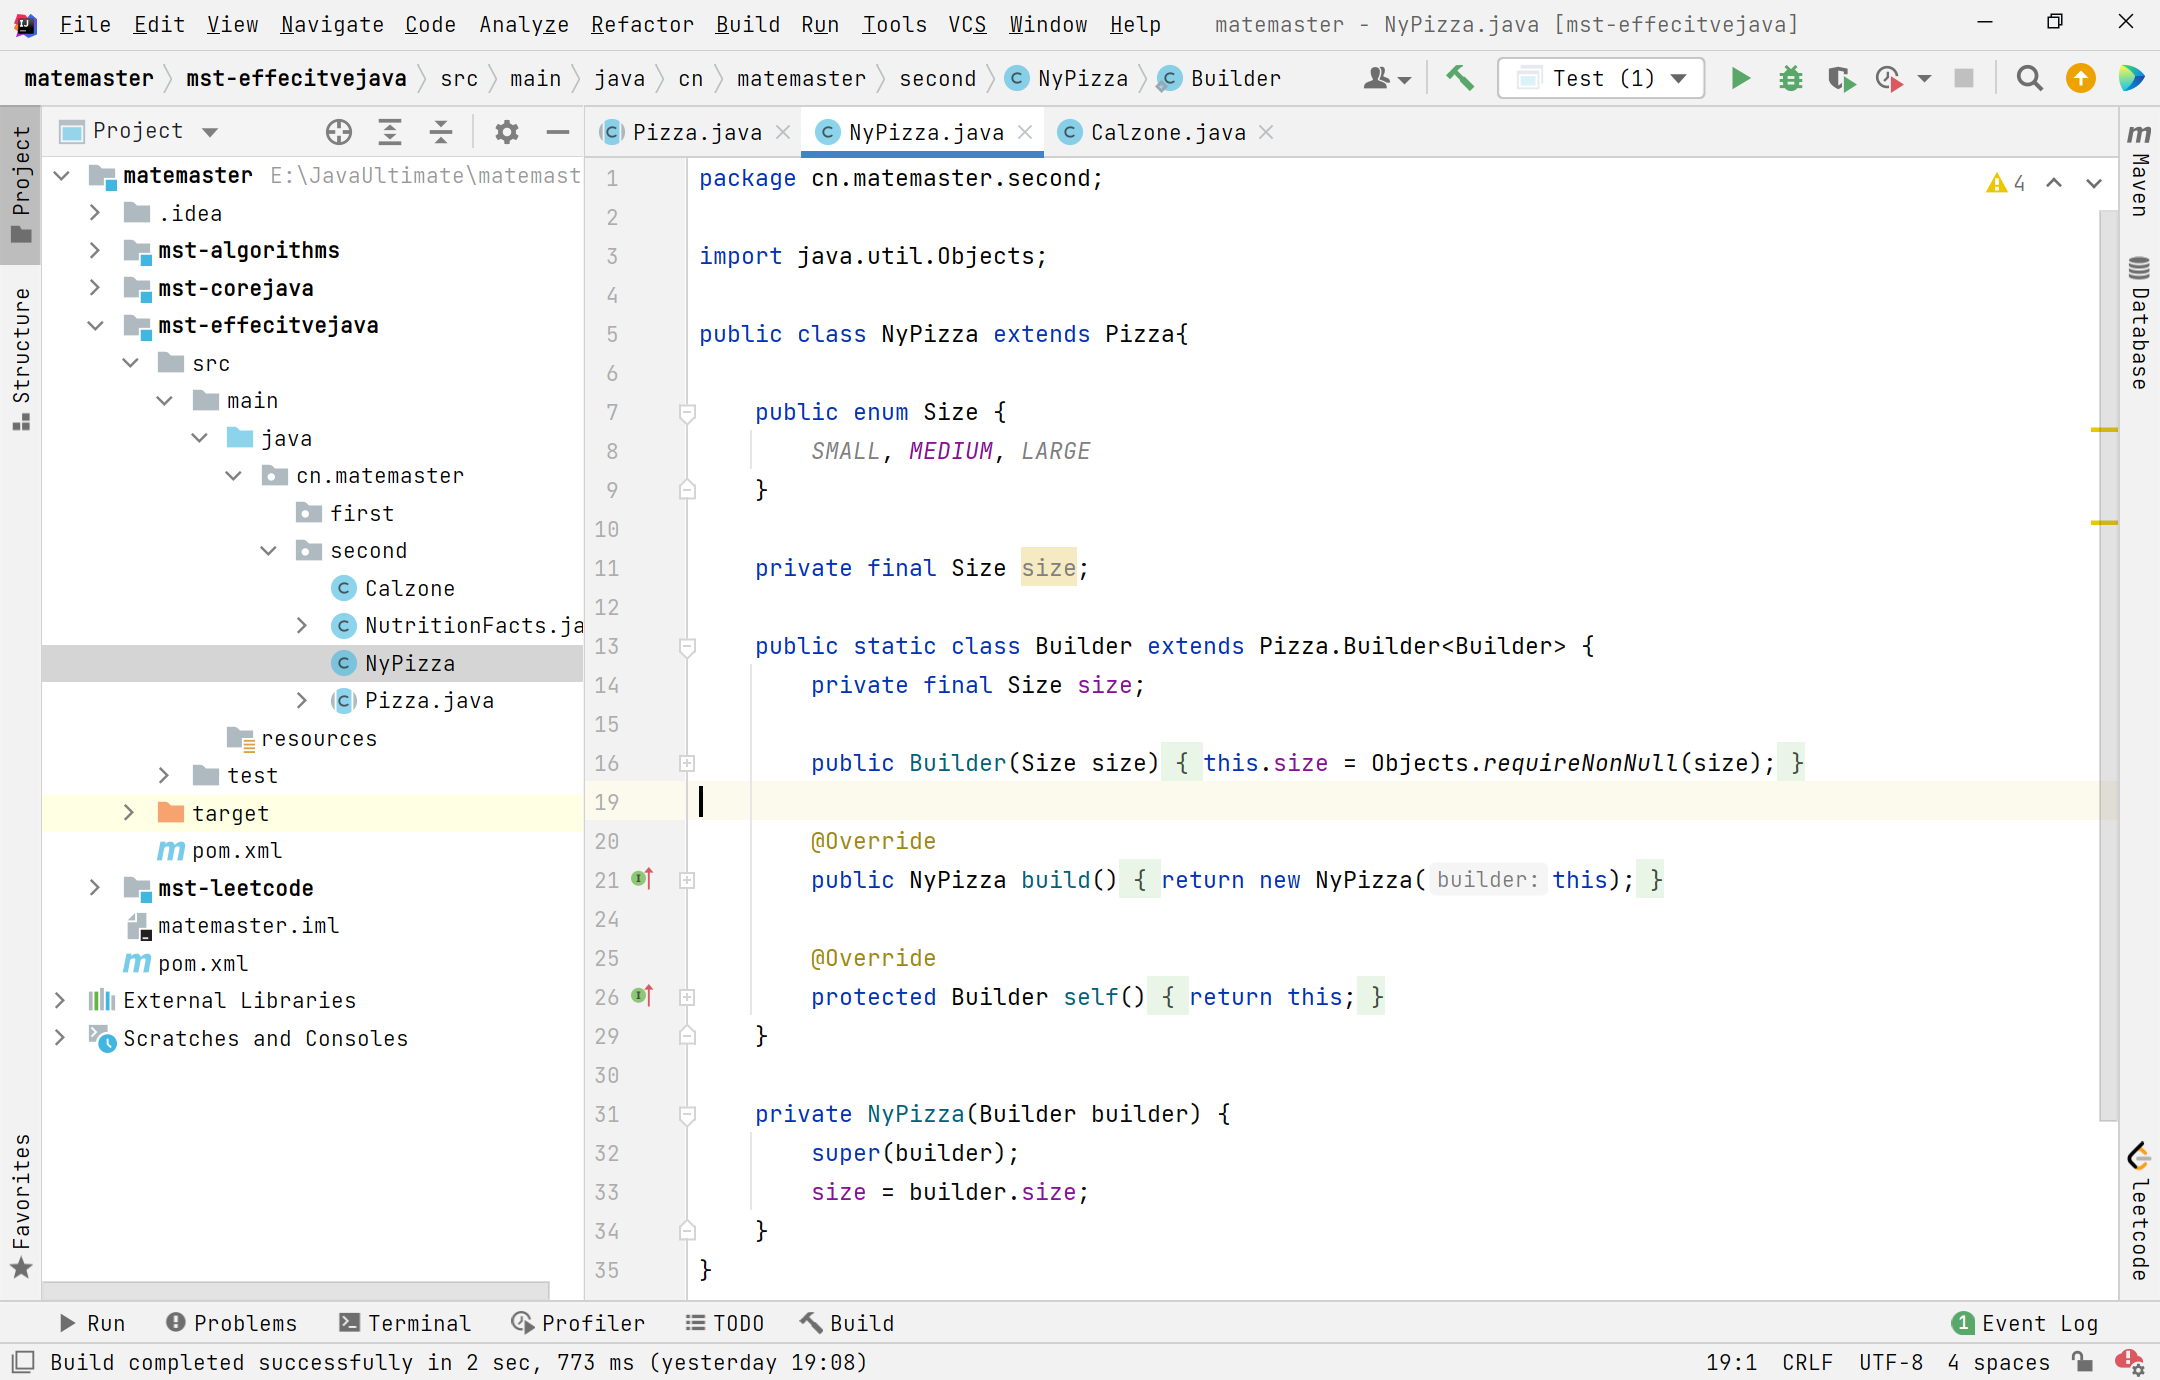 File Edit View Navigate Code Analyze Refactor Build Run Tools VCS Window Help matemaster - NyPizza.java [mst-effecitvejava]
matemaster mst-effecitvejava src main java cn matemaster second NyPizza Builder Test (1)
Project
Pizza.java NyPizza.java Calzone.java
Project
Structure
Favorites
matemaster E:\JavaUltimate\matemast
.idea
mst-algorithms
mst-corejava
mst-effecitvejava
src
main
java
cn.matemaster
first
second
Calzone
NutritionFacts.ja
NyPizza
Pizza.java
resources
test
target
pom.xml
mst-leetcode
matemaster.iml
pom.xml
External Libraries
Scratches and Consoles
4
1 package cn.matemaster.second;
2
3 import java.util.Objects;
4
5 public class NyPizza extends Pizza{
6
7 public enum Size {
8 SMALL, MEDIUM, LARGE
9 }
10
11 private final Size size;
12
13 public static class Builder extends Pizza.Builder<Builder> {
14 private final Size size;
15
16 public Builder(Size size) { this.size = Objects.requireNonNull(size); }
19
20 @Override
21 public NyPizza build() { return new NyPizza( builder: this); }
24
25 @Override
26 protected Builder self() { return this; }
29 }
30
31 private NyPizza(Builder builder) {
32 super(builder);
33 size = builder.size;
34 }
35 }
Maven
Database
leetcode
Run Problems Terminal Profiler TODO Build 1 Event Log
Build completed successfully in 2 sec, 773 ms (yesterday 19:08) 19:1 CRLF UTF-8 4 spaces